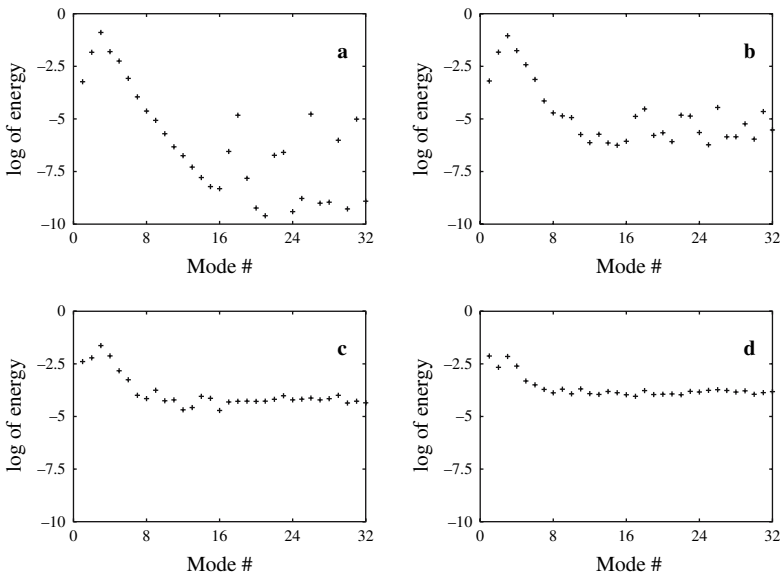 0
−2.5
−5
−7.5
−10
0 8 16 24 32
log of energy
Mode #
a
0
−2.5
−5
−7.5
−10
0 8 16 24 32
log of energy
Mode #
b
0
−2.5
−5
−7.5
−10
0 8 16 24 32
log of energy
Mode #
c
0
−2.5
−5
−7.5
−10
0 8 16 24 32
log of energy
Mode #
d